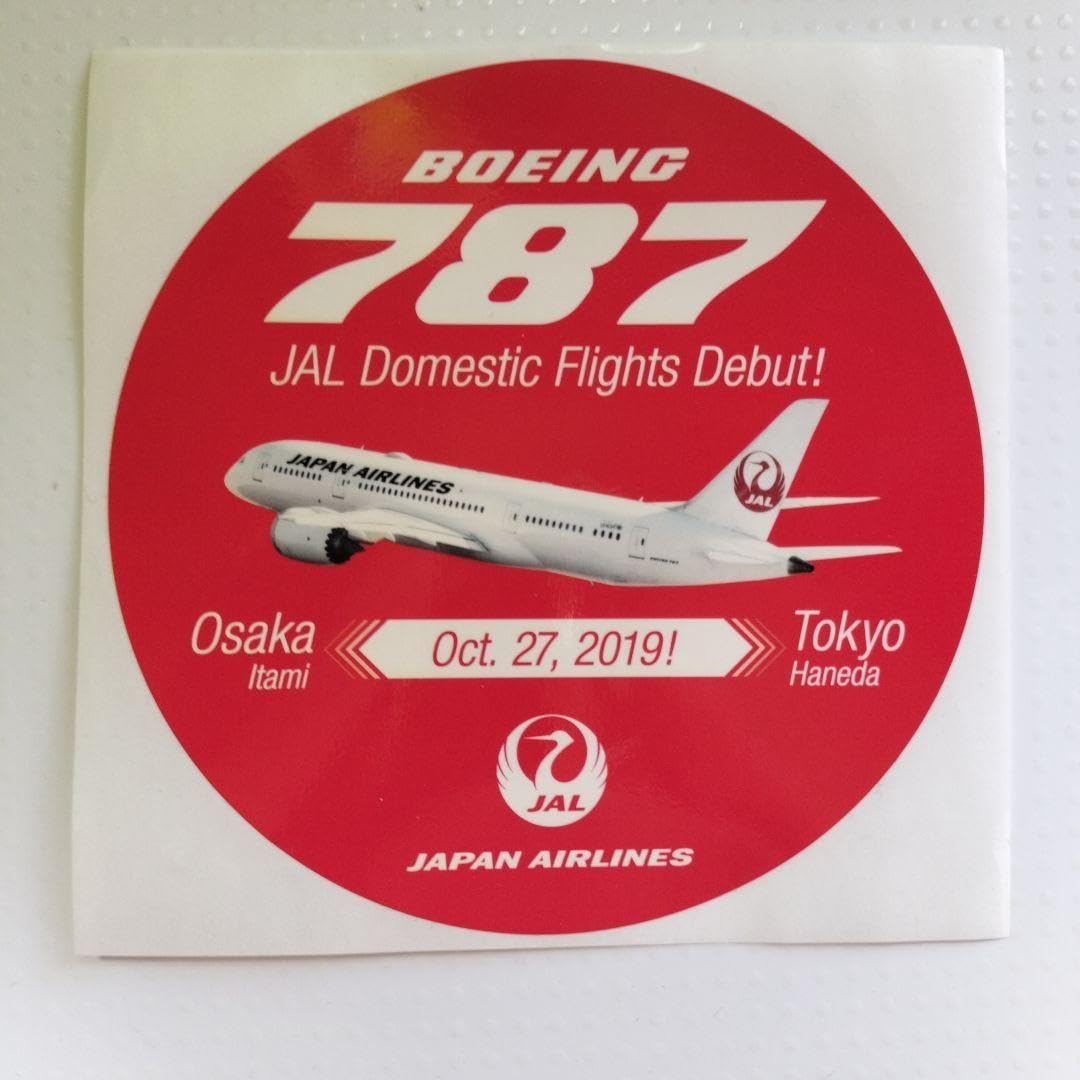 BOEING
787
JAL Domestic Flights Debut!
JAPAN AIRLINES
JAL
Osaka
Itami
Oct. 27, 2019!
Tokyo
Haneda
JAL
JAPAN AIRLINES